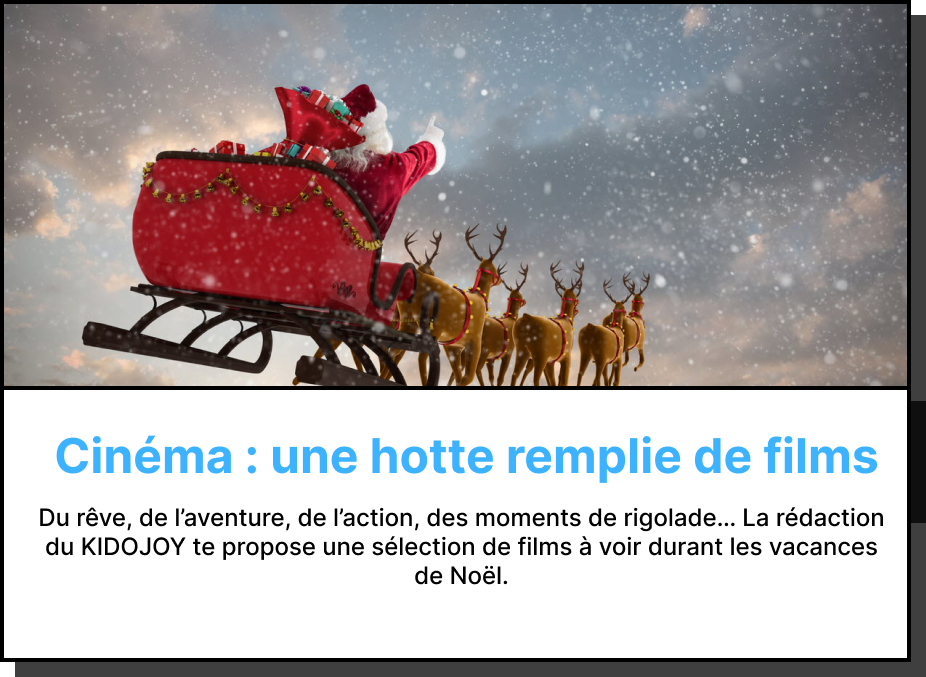 Cinéma : une hotte remplie de films
Du rêve, de l’aventure, de l’action, des moments de rigolade... La rédaction
du KIDOJOY te propose une sélection de films à voir durant les vacances
de Noël.